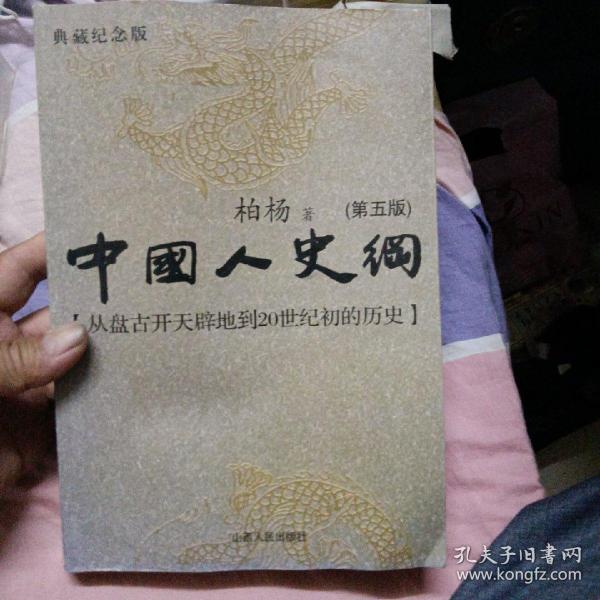 典藏纪念版
柏杨 著 (第五版)
中國人史綱
【从盘古开天辟地到20世纪初的历史】
山西人民出版社
孔夫子旧書网
www.kongfz.com